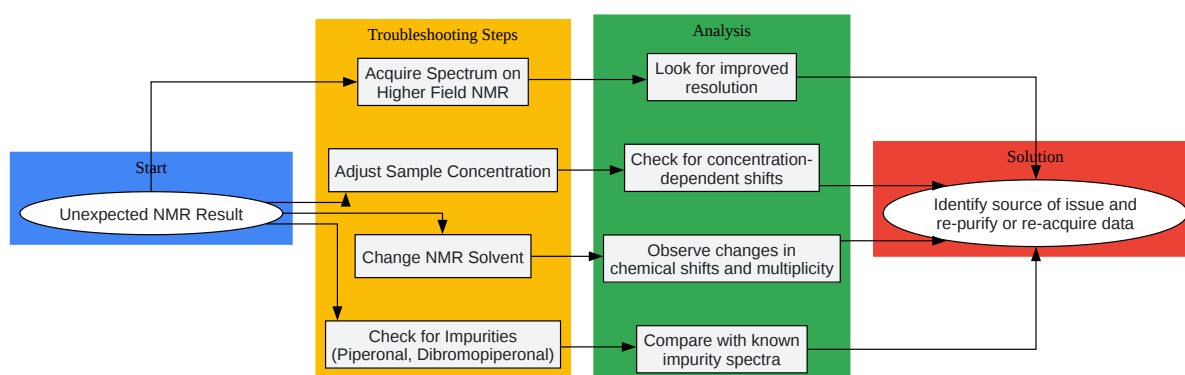 Troubleshooting Steps
Analysis
Acquire Spectrum on
Higher Field NMR
Look for improved
resolution
Start
Adjust Sample Concentration
Check for concentration-
dependent shifts
Solution
Unexpected NMR Result
Identify source of issue and
re-purify or re-acquire data
Change NMR Solvent
Observe changes in
chemical shifts and multiplicity
Check for Impurities
(Piperonal, Dibromopiperonal)
Compare with known
impurity spectra